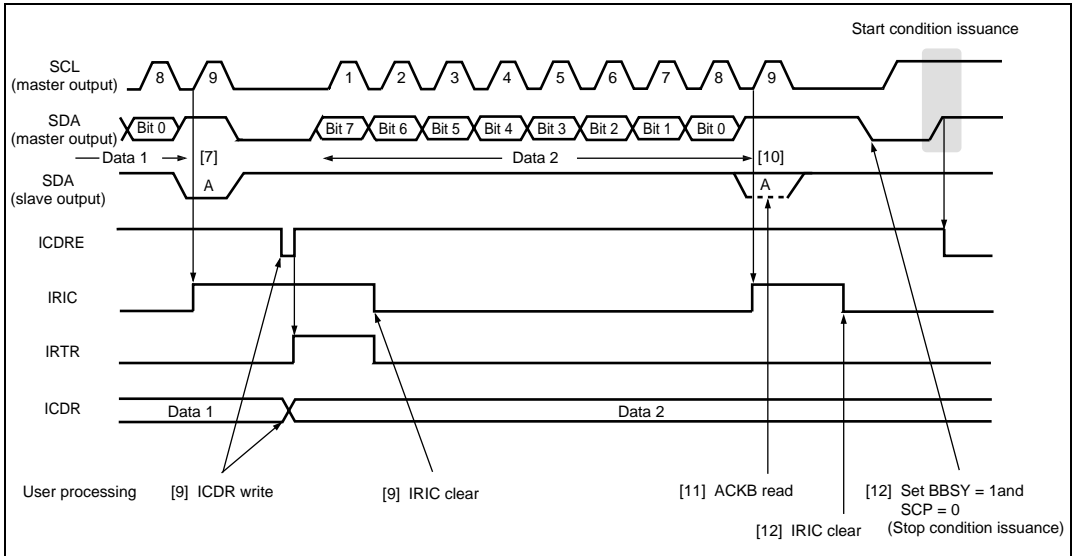 Start condition issuance
SCL
(master output)
8 9 1 2 3 4 5 6 7 8 9
SDA
(master output)
Bit 0 Bit 7 Bit 6 Bit 5 Bit 4 Bit 3 Bit 2 Bit 1 Bit 0
Data 1 [7] Data 2 [10]
SDA
(slave output)
A A
ICDRE
IRIC
IRTR
ICDR
Data 1 Data 2
User processing
[9] ICDR write
[9] IRIC clear
[11] ACKB read
[12] IRIC clear
[12] Set BBSY = 1and
SCP = 0
(Stop condition issuance)